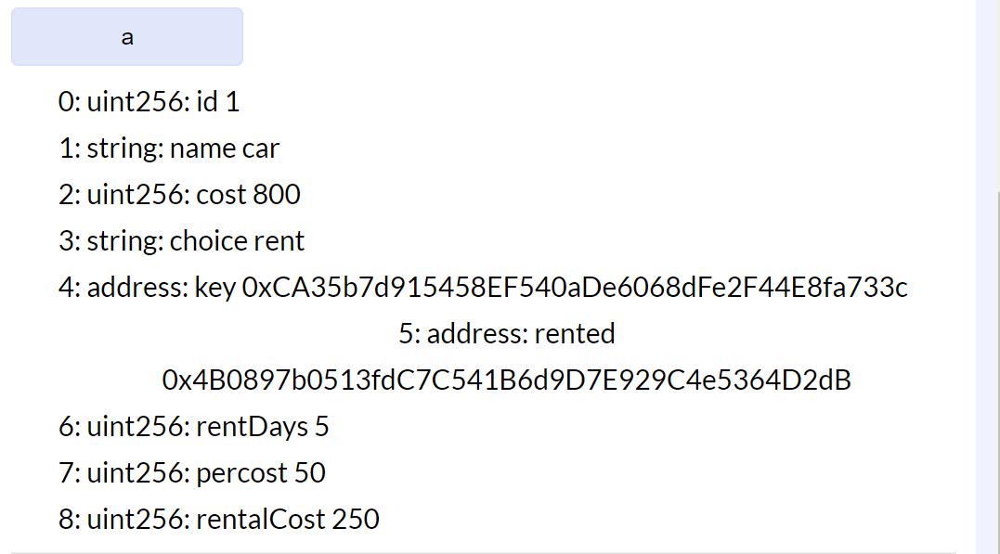 a
0: uint256: id 1
1: string: name car
2: uint256: cost 800
3: string: choice rent
4: address: key 0xCA35b7d915458EF540aDe6068dFe2F44E8fa733c
5: address: rented
0x4B0897b0513fdC7C541B6d9D7E929C4e5364D2dB
6: uint256: rentDays 5
7: uint256: percost 50
8: uint256: rentalCost 250